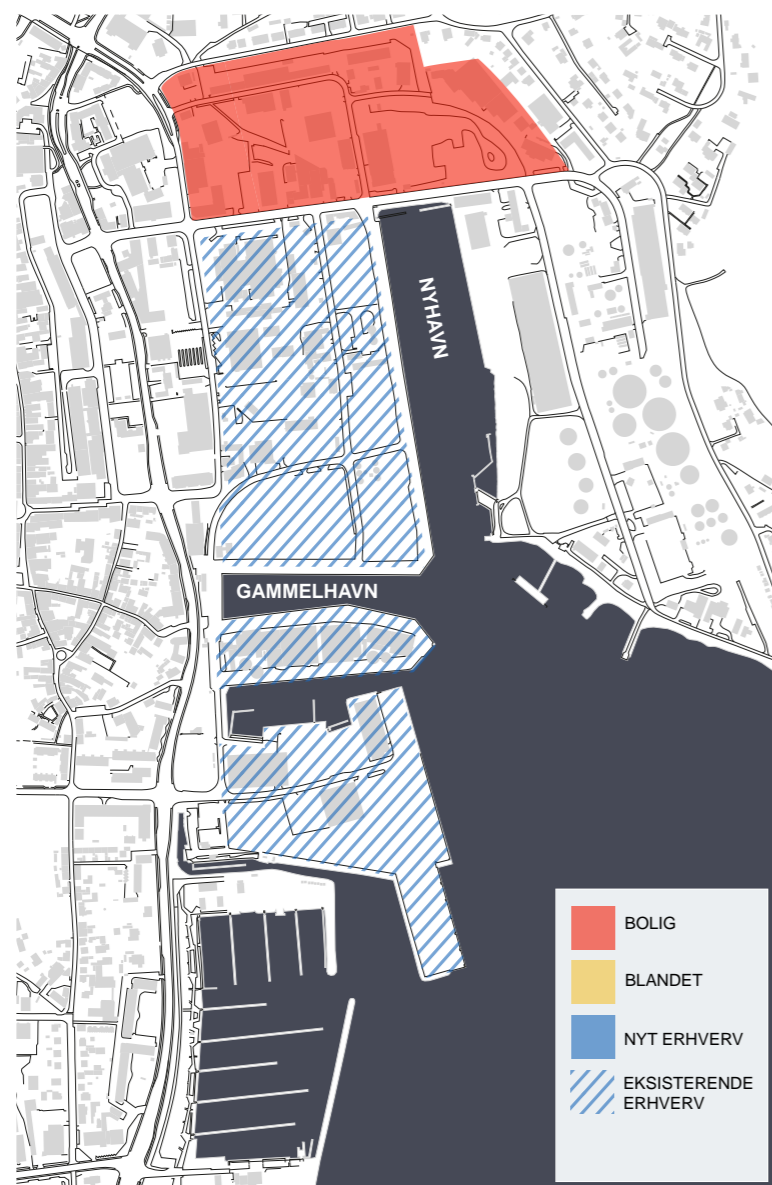 NYHAVN
GAMMELHAVN
BOLIG
BLANDET
NYT ERHVERV
EKSISTERENDE
ERHVERV